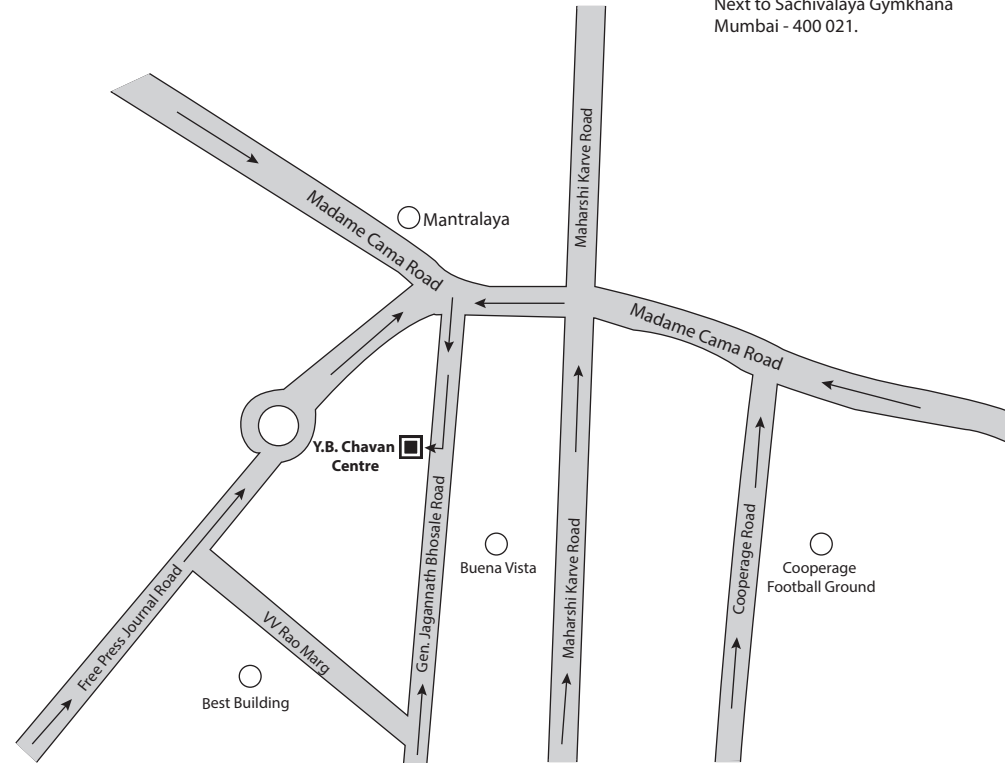 Next to Sachivalaya Gymkhana
Mumbai - 400 021.
Maharshi Karve Road
Madame Cama Road
Mantralaya
Madame Cama Road
Y.B. Chavan
Centre
Gen. Jagannath Bhosale Road
Buena Vista
Maharshi Karve Road
Cooperage Road
Cooperage
Football Ground
Free Press Journal Road
VV Rao Marg
Best Building